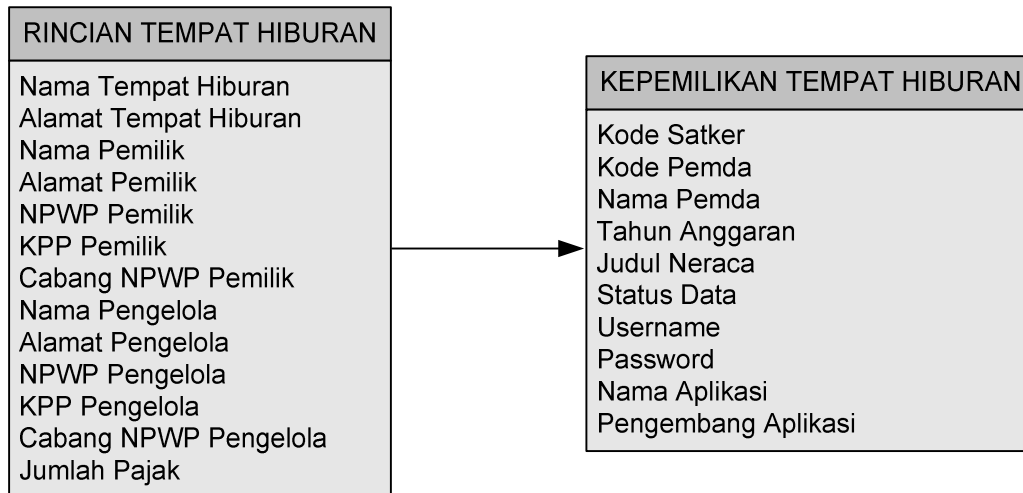 RINCIAN TEMPAT HIBURAN
Nama Tempat Hiburan
Alamat Tempat Hiburan
Nama Pemilik
Alamat Pemilik
NPWP Pemilik
KPP Pemilik
Cabang NPWP Pemilik
Nama Pengelola
Alamat Pengelola
NPWP Pengelola
KPP Pengelola
Cabang NPWP Pengelola
Jumlah Pajak
KEPEMILIKAN TEMPAT HIBURAN
Kode Satker
Kode Pemda
Nama Pemda
Tahun Anggaran
Judul Neraca
Status Data
Username
Password
Nama Aplikasi
Pengembang Aplikasi